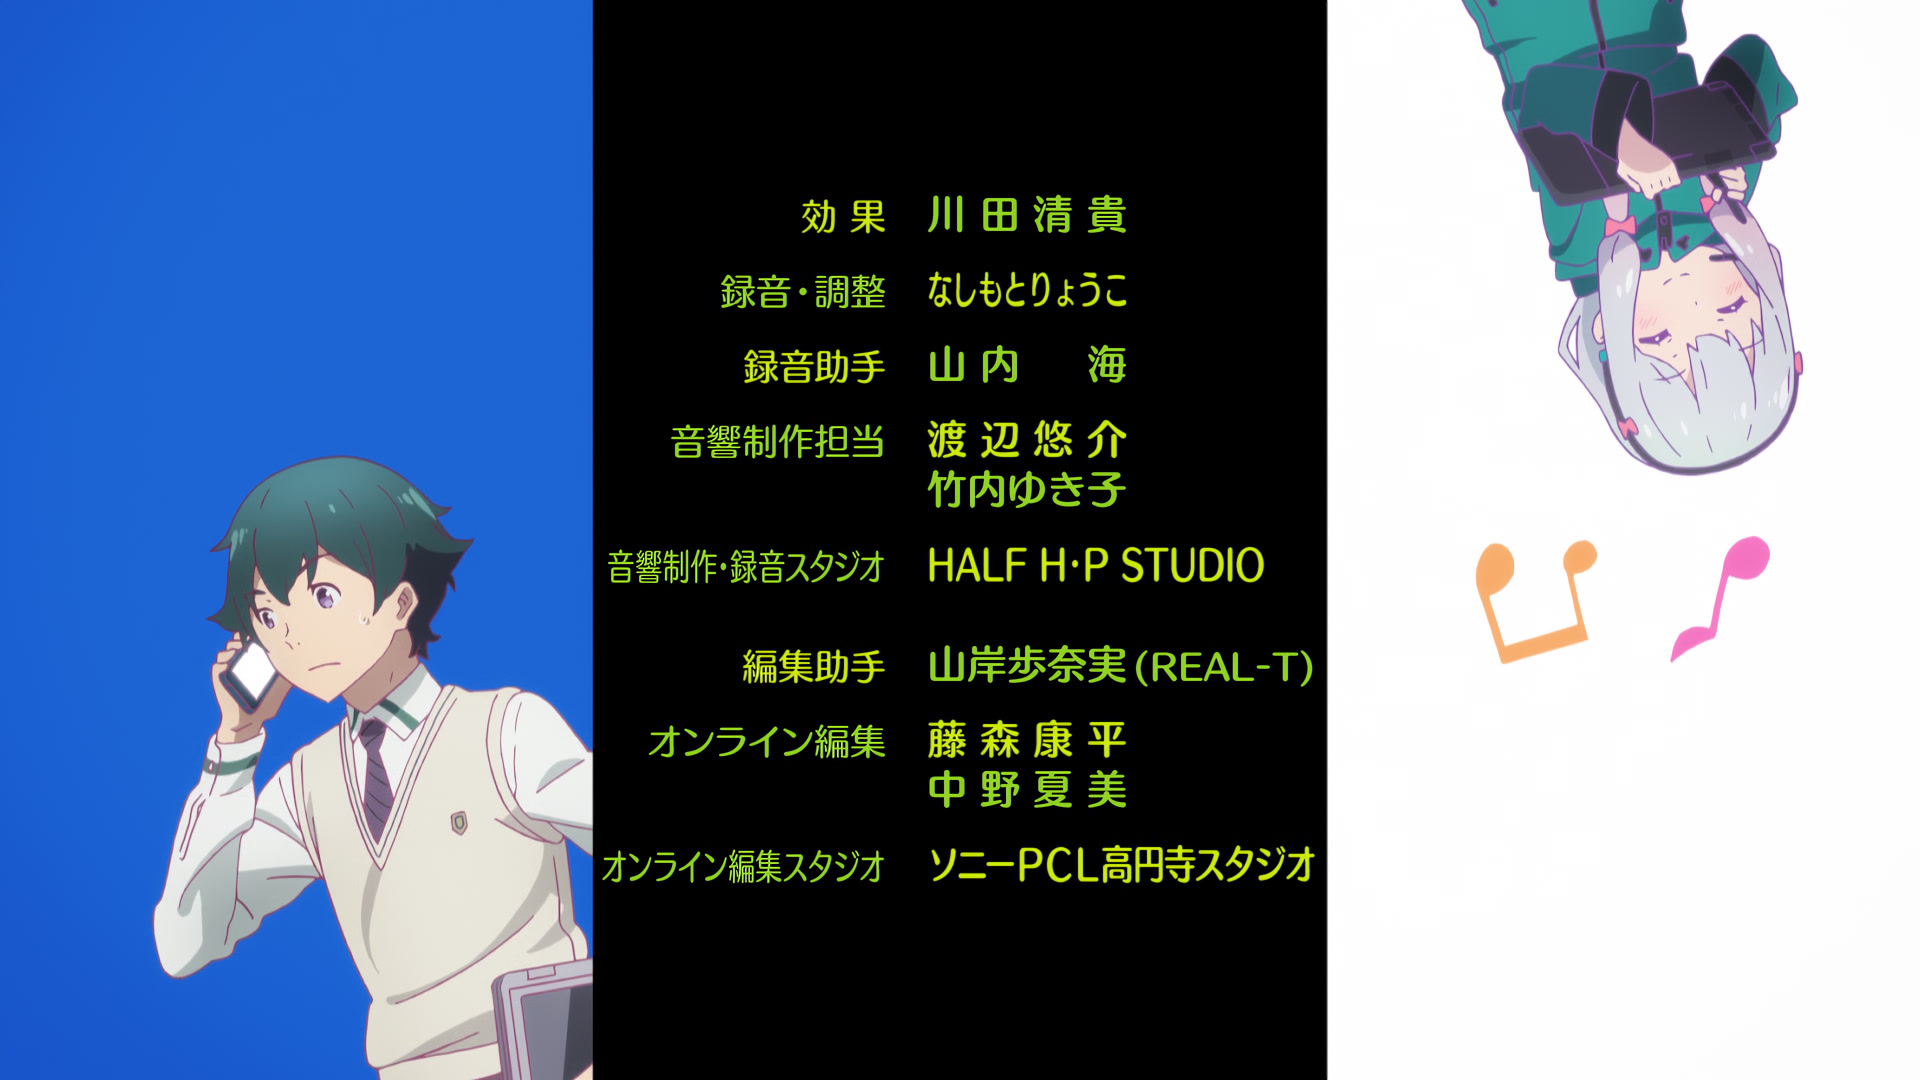 効果 川田清貴
録音・調整 なしもとりょうこ
録音助手 山内 海
音響制作担当 渡辺悠介
竹内ゆき子
音響制作・録音スタジオ HALF H・P STUDIO
編集助手 山岸歩奈実(REAL-T)
オンライン編集 藤森康平
中野夏美
オンライン編集スタジオ ソニーPCL高円寺スタジオ